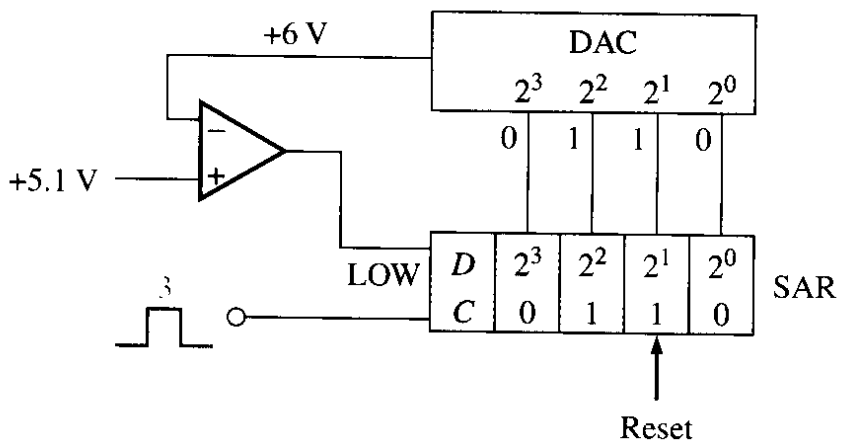 +6 V
DAC
2³ 2² 2¹ 2⁰
0 1 1 0
−
+
+5.1 V
LOW
D 2³ 2² 2¹ 2⁰
C 0 1 1 0
SAR
3
Reset